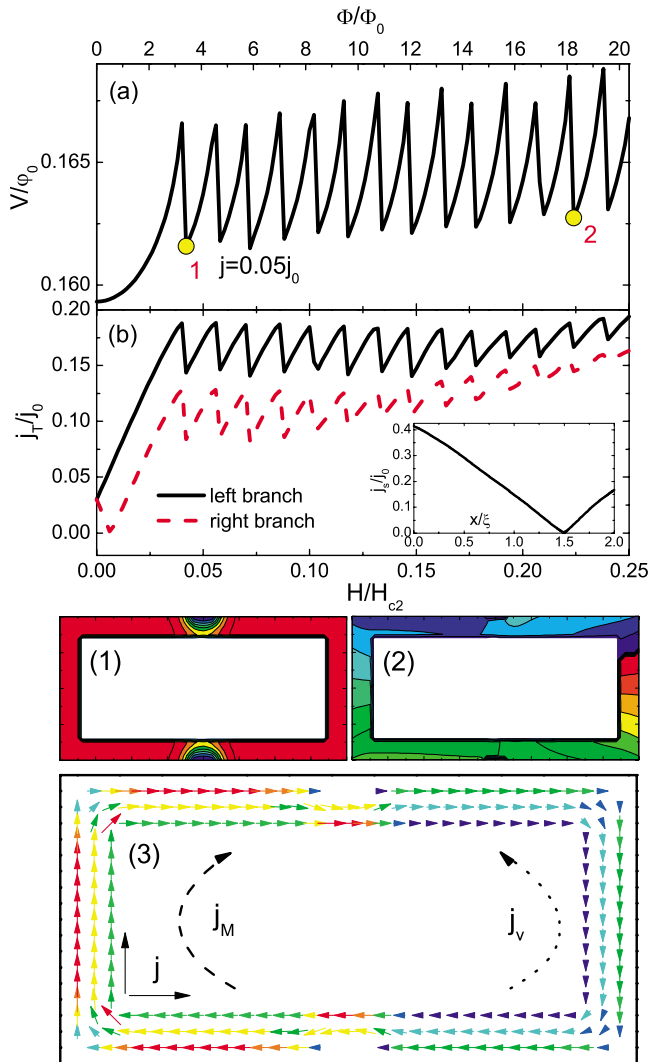 Φ/Φ0
0 2 4 6 8 10 12 14 16 18 20
(a)
V/φ0
0.165
0.160
1
j=0.05j0
2
(b)
jT/j0
0.20
0.15
0.10
0.05
0.00
left branch
right branch
js/j0
0.4
0.3
0.2
0.1
0.0
x/ξ
0.0 0.5 1.0 1.5 2.0
0.00 0.05 0.10 0.15 0.20 0.25
H/Hc2
(1)
(2)
(3)
jM
jv
j